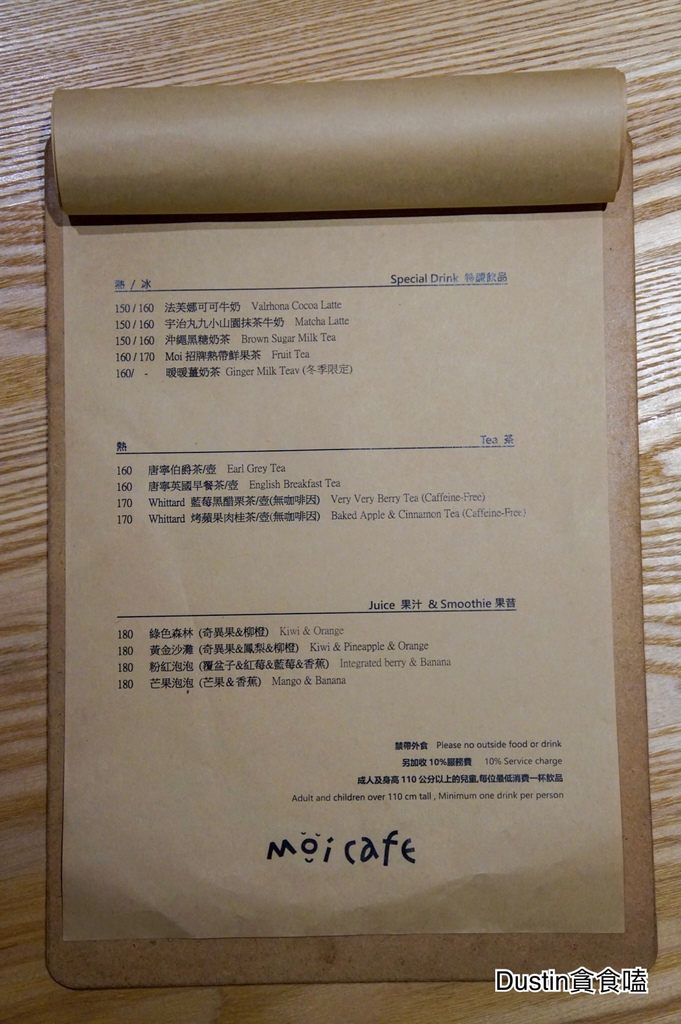 熱 / 冰 Special Drink 特調飲品
150 / 160 法芙娜可可牛奶 Valrhona Cocoa Latte
150 / 160 宇治丸九小山園抹茶牛奶 Matcha Latte
150 / 160 沖繩黑糖奶茶 Brown Sugar Milk Tea
160 / 170 Moi 招牌熱帶鮮果茶 Fruit Tea
160/ - 暖暖薑奶茶 Ginger Milk Teav (冬季限定)
熱 Tea 茶
160 唐寧伯爵茶/壺 Earl Grey Tea
160 唐寧英國早餐茶/壺 English Breakfast Tea
170 Whittard 藍莓黑醋栗茶/壺(無咖啡因) Very Very Berry Tea (Caffeine-Free)
170 Whittard 烤蘋果肉桂茶/壺(無咖啡因) Baked Apple & Cinnamon Tea (Caffeine-Free)
Juice 果汁 & Smoothie 果昔
180 綠色森林 (奇異果&柳橙) Kiwi & Orange
180 黃金沙灘 (奇異果&鳳梨&柳橙) Kiwi & Pineapple & Orange
180 粉紅泡泡 (覆盆子&紅莓&藍莓&香蕉) Integrated berry & Banana
180 芒果泡泡 (芒果＆香蕉) Mango & Banana
禁帶外食 Please no outside food or drink
另加收 10%服務費 10% Service charge
成人及身高 110 公分以上的兒童,每位最低消費一杯飲品
Adult and children over 110 cm tall , Minimum one drink per person
Moi cafe
Dustin貪食嗑